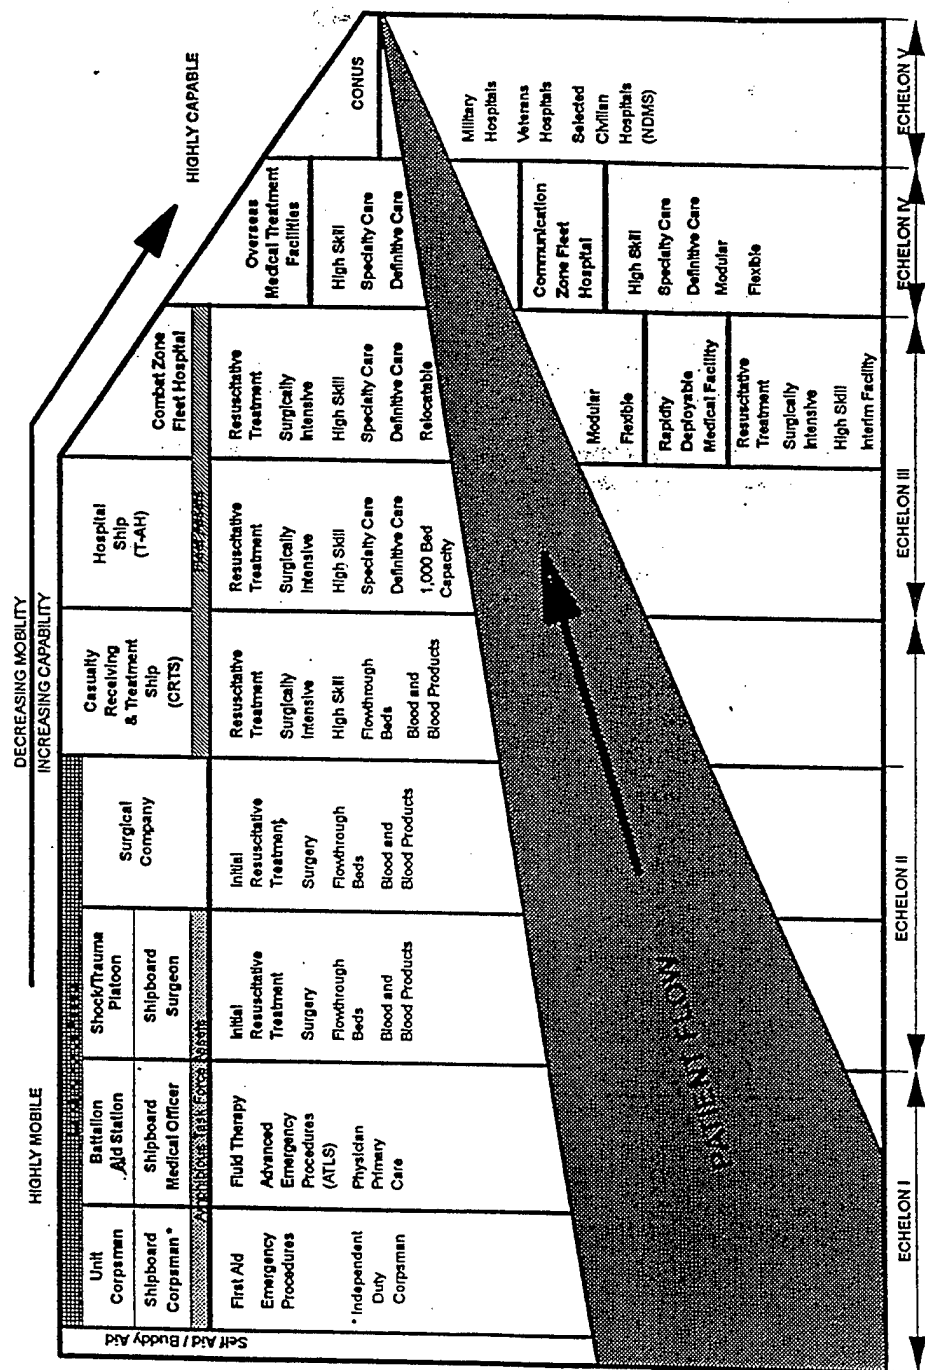 DECREASING MOBILITY
INCREASING CAPABILITY
HIGHLY MOBILE
HIGHLY CAPABLE
Self Aid / Buddy Aid
Unit
Corpsman
Shipboard
Corpsman*
First Aid
Emergency
Procedures
* Independent
Duty
Corpsman
Battalion
Aid Station
Shipboard
Medical Officer
Amphibious Task Force Assets
Fluid Therapy
Advanced
Emergency
Procedures
(ATLS)
Physician
Primary
Care
Shock/Trauma
Platoon
Shipboard
Surgeon
Initial
Resuscitative
Treatment
Surgery
Flowthrough
Beds
Blood and
Blood Products
Surgical
Company
Initial
Resuscitative
Treatment
Surgery
Flowthrough
Beds
Blood and
Blood Products
Casualty
Receiving
& Treatment
Ship
(CRTS)
Resuscitative
Treatment
Surgically
Intensive
High Skill
Flowthrough
Beds
Blood and
Blood Products
Hospital
Ship
(T-AH)
Resuscitative
Treatment
Surgically
Intensive
High Skill
Specialty Care
Definitive Care
1,000 Bed
Capacity
Combat Zone
Fleet Hospital
Resuscitative
Treatment
Surgically
Intensive
High Skill
Specialty Care
Definitive Care
Relocatable
Modular
Flexible
Rapidly
Deployable
Medical Facility
Resuscitative
Treatment
Surgically
Intensive
High Skill
Interim Facility
Overseas
Medical Treatment
Facilities
High Skill
Specialty Care
Definitive Care
Communication
Zone Fleet
Hospital
High Skill
Specialty Care
Definitive Care
Modular
Flexible
CONUS
Military
Hospitals
Veterans
Hospitals
Selected
Civilian
Hospitals
(NDMS)
PATIENT FLOW
ECHELON I
ECHELON II
ECHELON III
ECHELON IV
ECHELON V